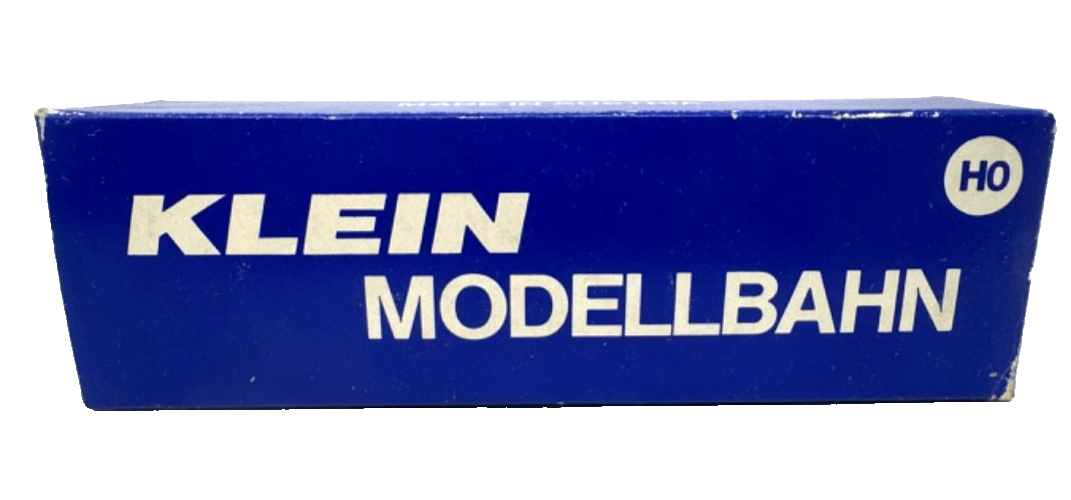 MADE IN AUSTRIA
HO
KLEIN
MODELLBAHN